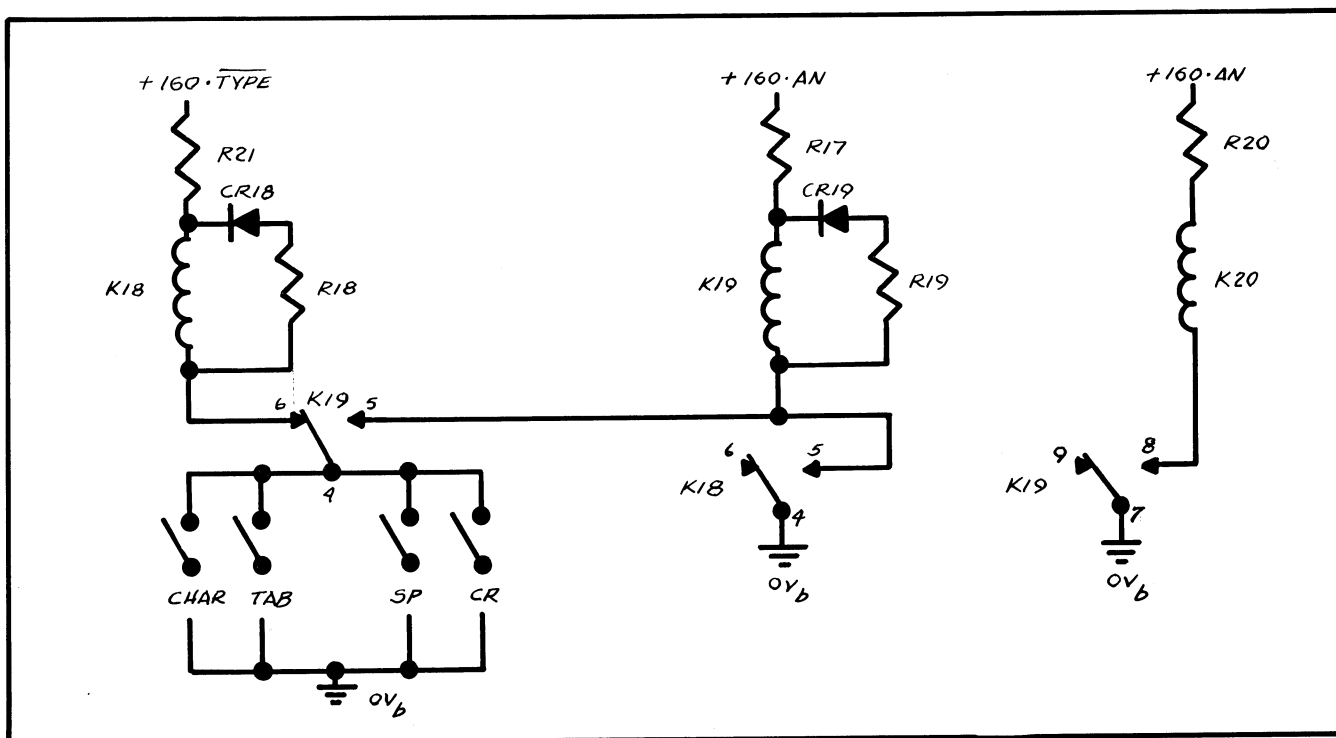 +160·T̅Y̅P̅E̅ +160·AN +160·AN
R21 R17 R20
CR18 CR19
K18 R18 K19 R19 K20
6 K19 5
4
6 5
K18
4
9 8
K19
7
0Vb 0Vb
CHAR TAB SP CR
0Vb